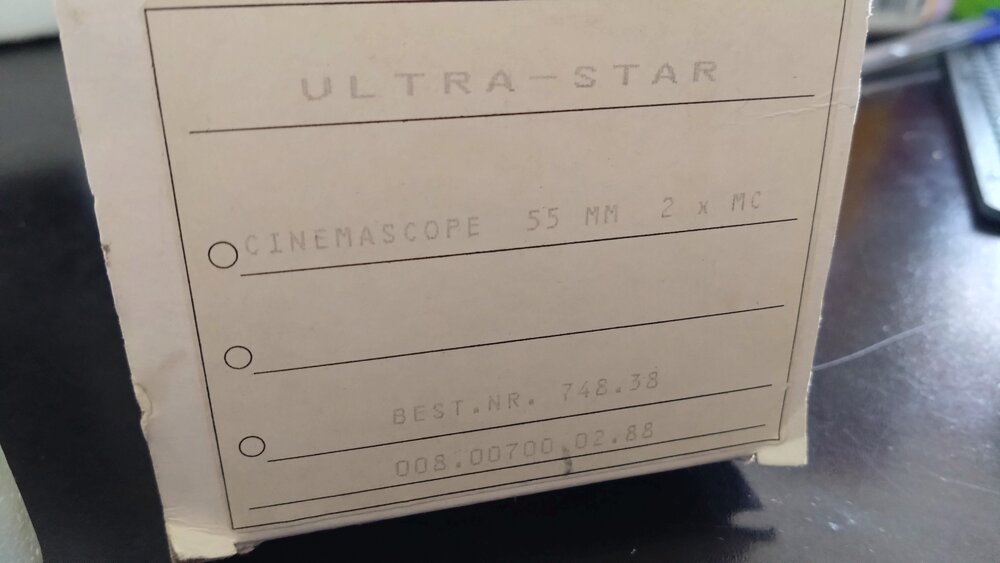 ULTRA-STAR
CINEMASCOPE 55 MM 2 x MC
BEST.NR. 748.38
008.00700.02.88